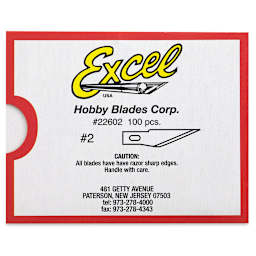 Excel
USA
Hobby Blades Corp.
#22602 100 pcs.
#2
CAUTION:
All blades have have razor sharp edges.
Handle with care.
481 GETTY AVENUE
PATERSON, NEW JERSEY 07503
tel: 973-278-4000
fax: 973-278-4343